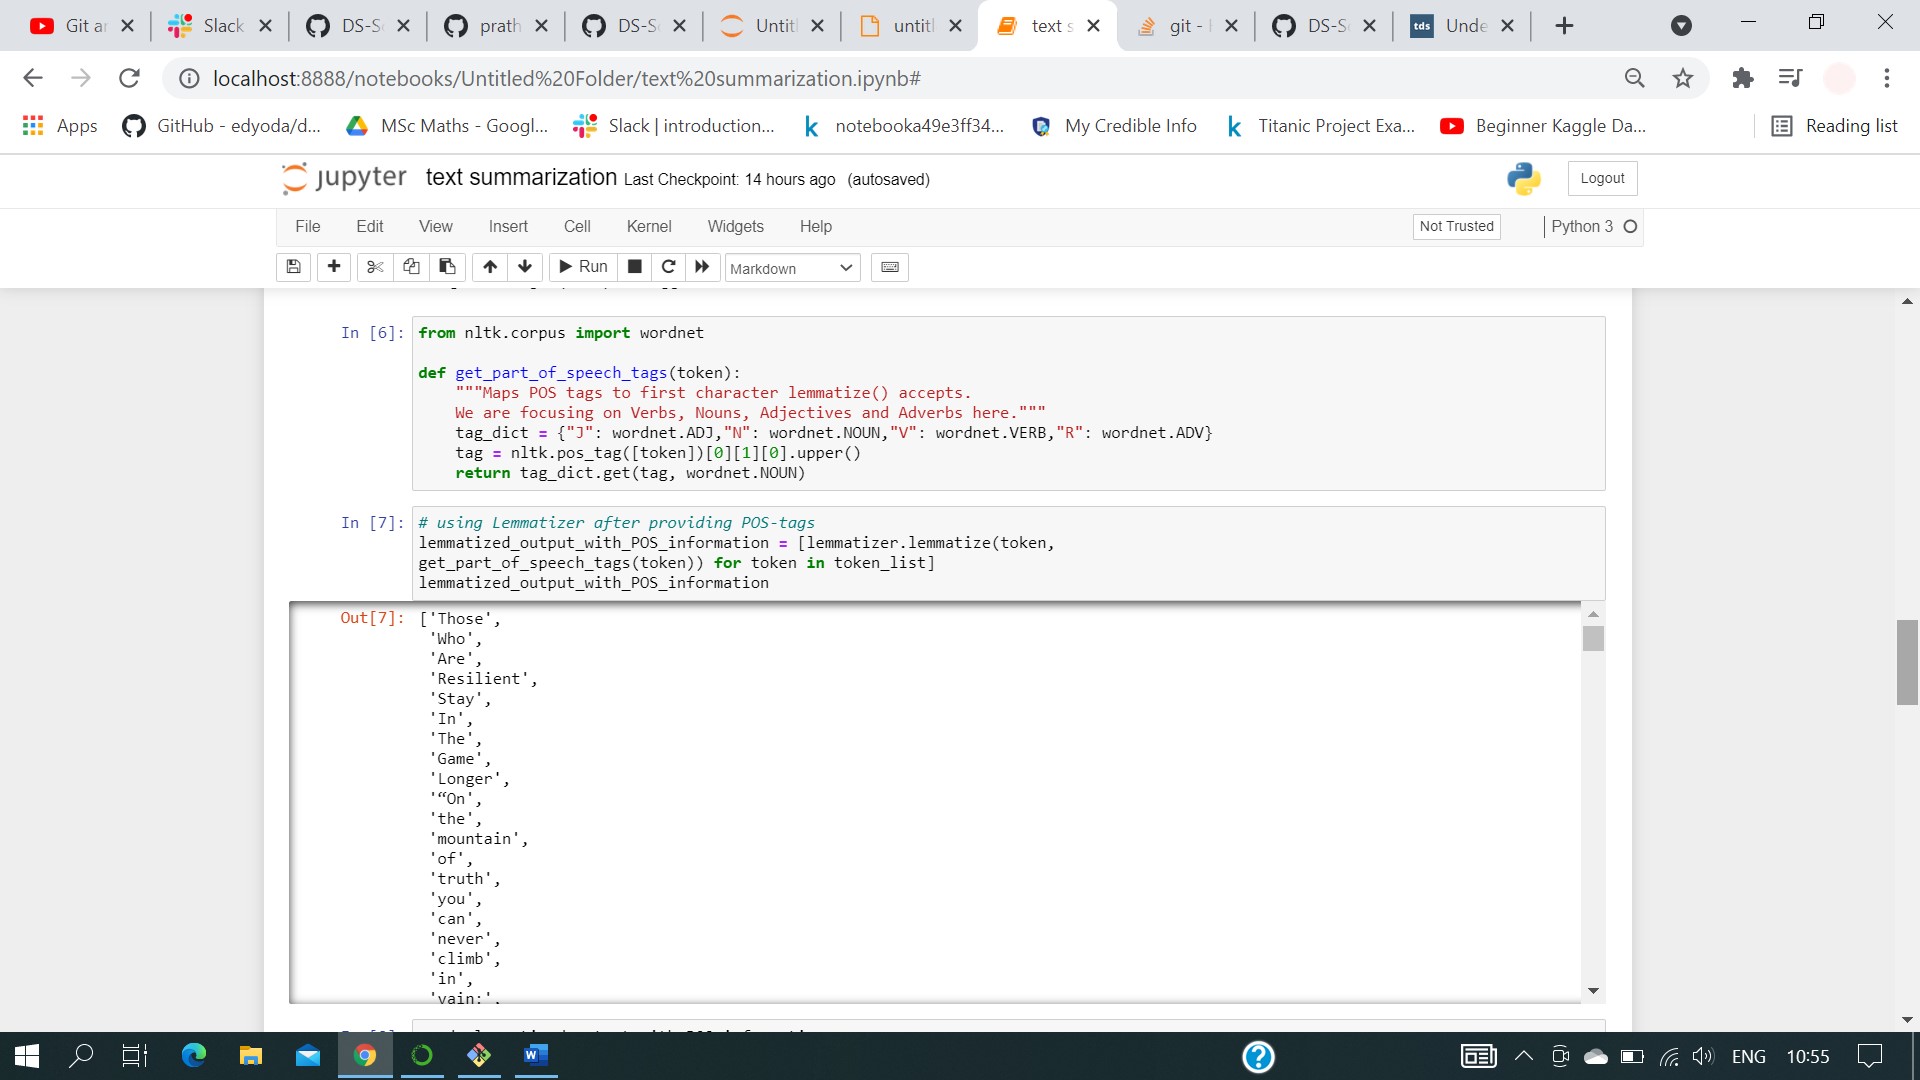 Git ar
Slack
DS-S
prath
DS-S
Untitl
untitl
text s
git -
DS-S
tds
Unde
localhost:8888/notebooks/Untitled%20Folder/text%20summarization.ipynb#
Apps
GitHub - edyoda/d...
MSc Maths - Googl...
Slack | introduction...
k
notebooka49e3ff34...
My Credible Info
k
Titanic Project Exa...
Beginner Kaggle Da...
Reading list
jupyter
text summarization
Last Checkpoint: 14 hours ago
(autosaved)
Logout
File
Edit
View
Insert
Cell
Kernel
Widgets
Help
Not Trusted
Python 3
Run
Markdown
In [6]:
from nltk.corpus import wordnet
def get_part_of_speech_tags(token):
"""Maps POS tags to first character lemmatize() accepts.
We are focusing on Verbs, Nouns, Adjectives and Adverbs here."""
tag_dict = {"J": wordnet.ADJ,"N": wordnet.NOUN,"V": wordnet.VERB,"R": wordnet.ADV}
tag = nltk.pos_tag([token])[0][1][0].upper()
return tag_dict.get(tag, wordnet.NOUN)
In [7]:
# using Lemmatizer after providing POS-tags
lemmatized_output_with_POS_information = [lemmatizer.lemmatize(token,
get_part_of_speech_tags(token)) for token in token_list]
lemmatized_output_with_POS_information
Out[7]:
['Those',
'Who',
'Are',
'Resilient',
'Stay',
'In',
'The',
'Game',
'Longer',
'“On',
'the',
'mountain',
'of',
'truth',
'you',
'can',
'never',
'climb',
'in',
'vain:',
W
ENG
10:55